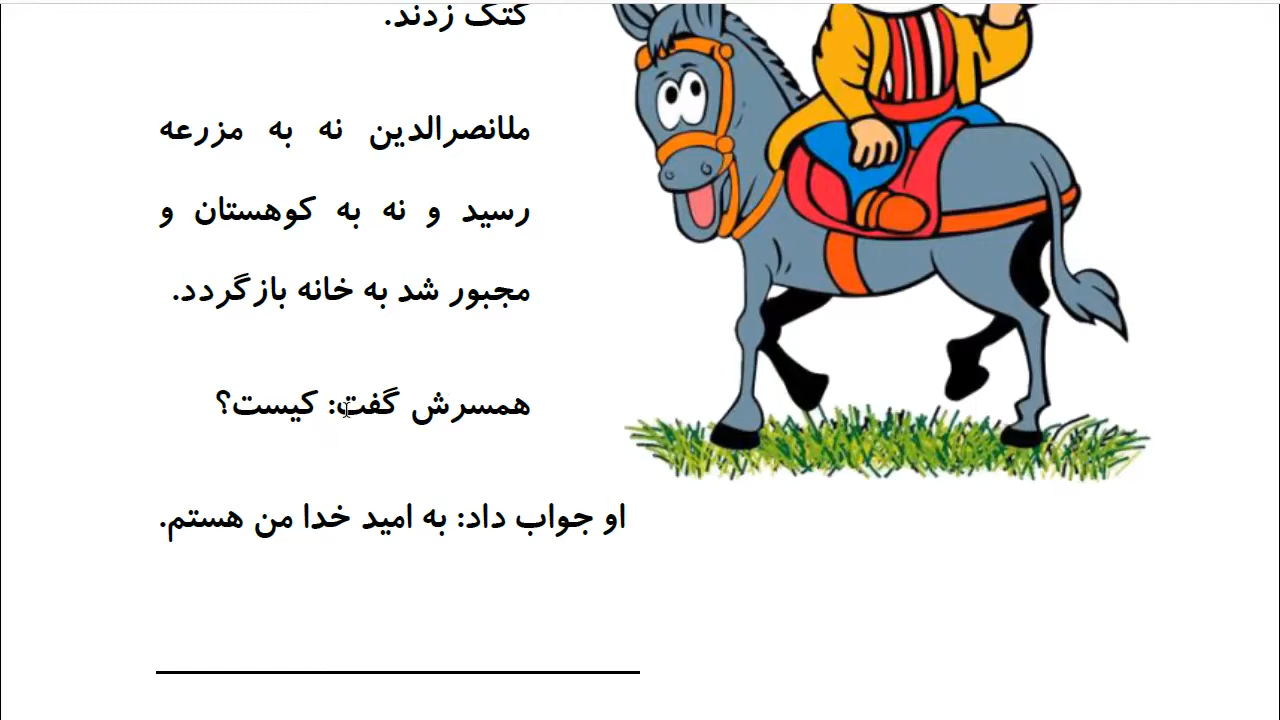 کتک زدند.
ملانصرالدین نه به مزرعه
رسید و نه به کوهستان و
مجبور شد به خانه بازگردد.
همسرش گفت: کیست؟
او جواب داد: به امید خدا من هستم.